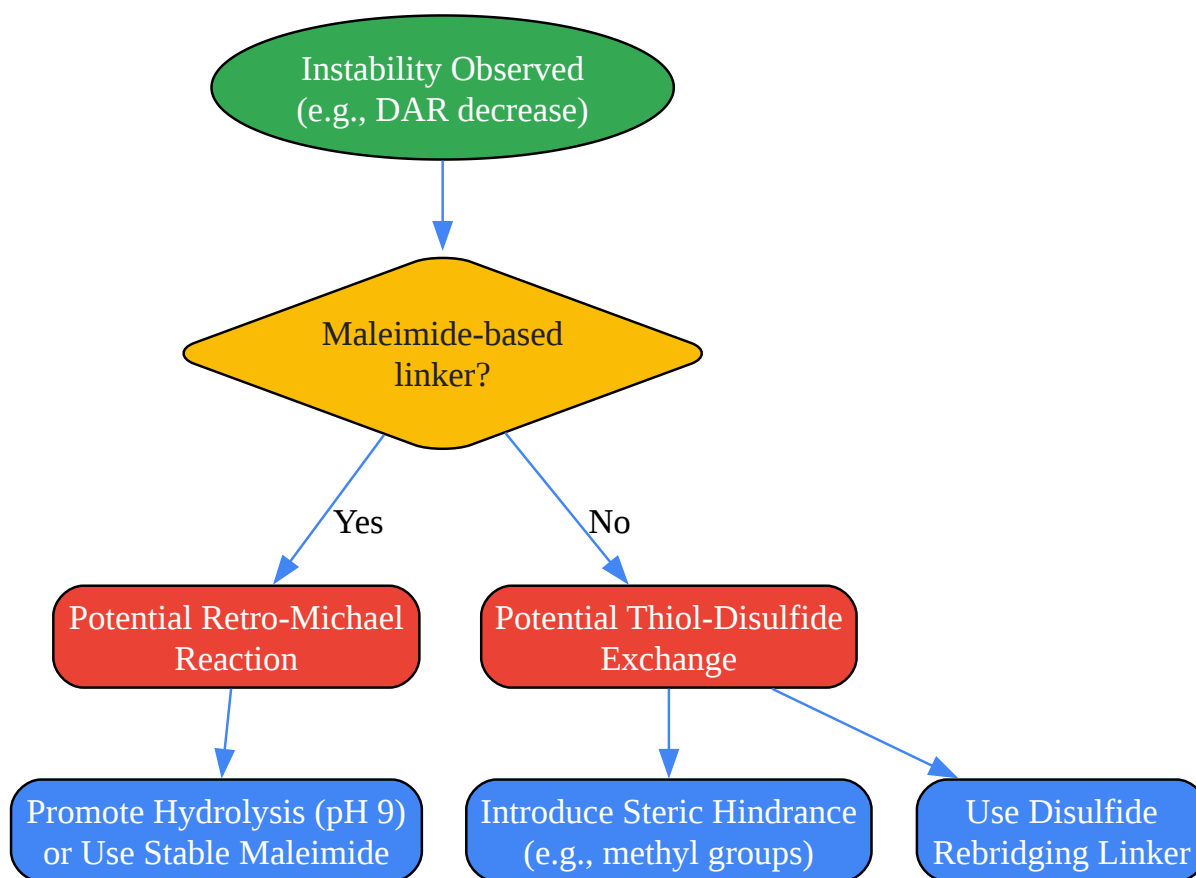 Instability Observed
(e.g., DAR decrease)
Maleimide-based
linker?
Yes
No
Potential Retro-Michael
Reaction
Potential Thiol-Disulfide
Exchange
Promote Hydrolysis (pH 9)
or Use Stable Maleimide
Introduce Steric Hindrance
(e.g., methyl groups)
Use Disulfide
Rebridging Linker